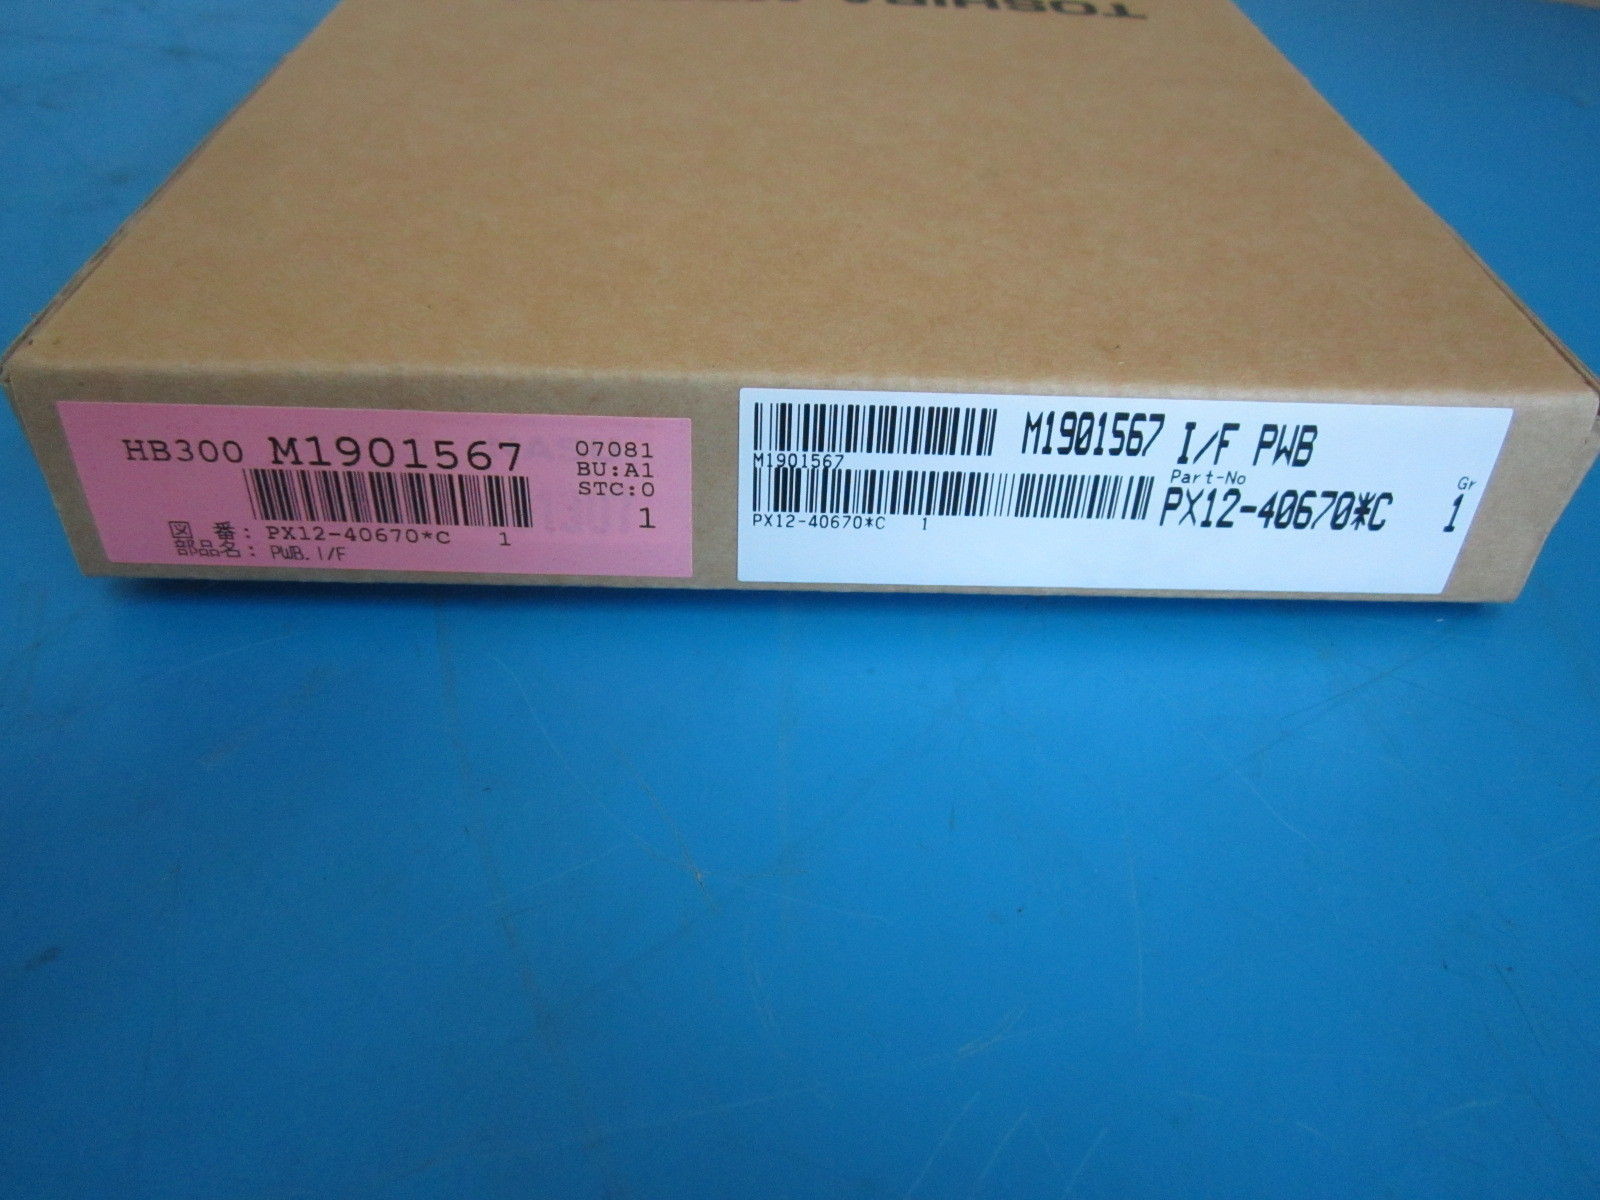 TOSHIBA
HB300 M1901567
07081
BU:A1
STC:0
1
図 番: PX12-40670*C 1
部品名: PWB, I/F
M1901567 I/F PWB
M1901567
Part-No
Gr
PX12-40670*C 1
PX12-40670*C 1